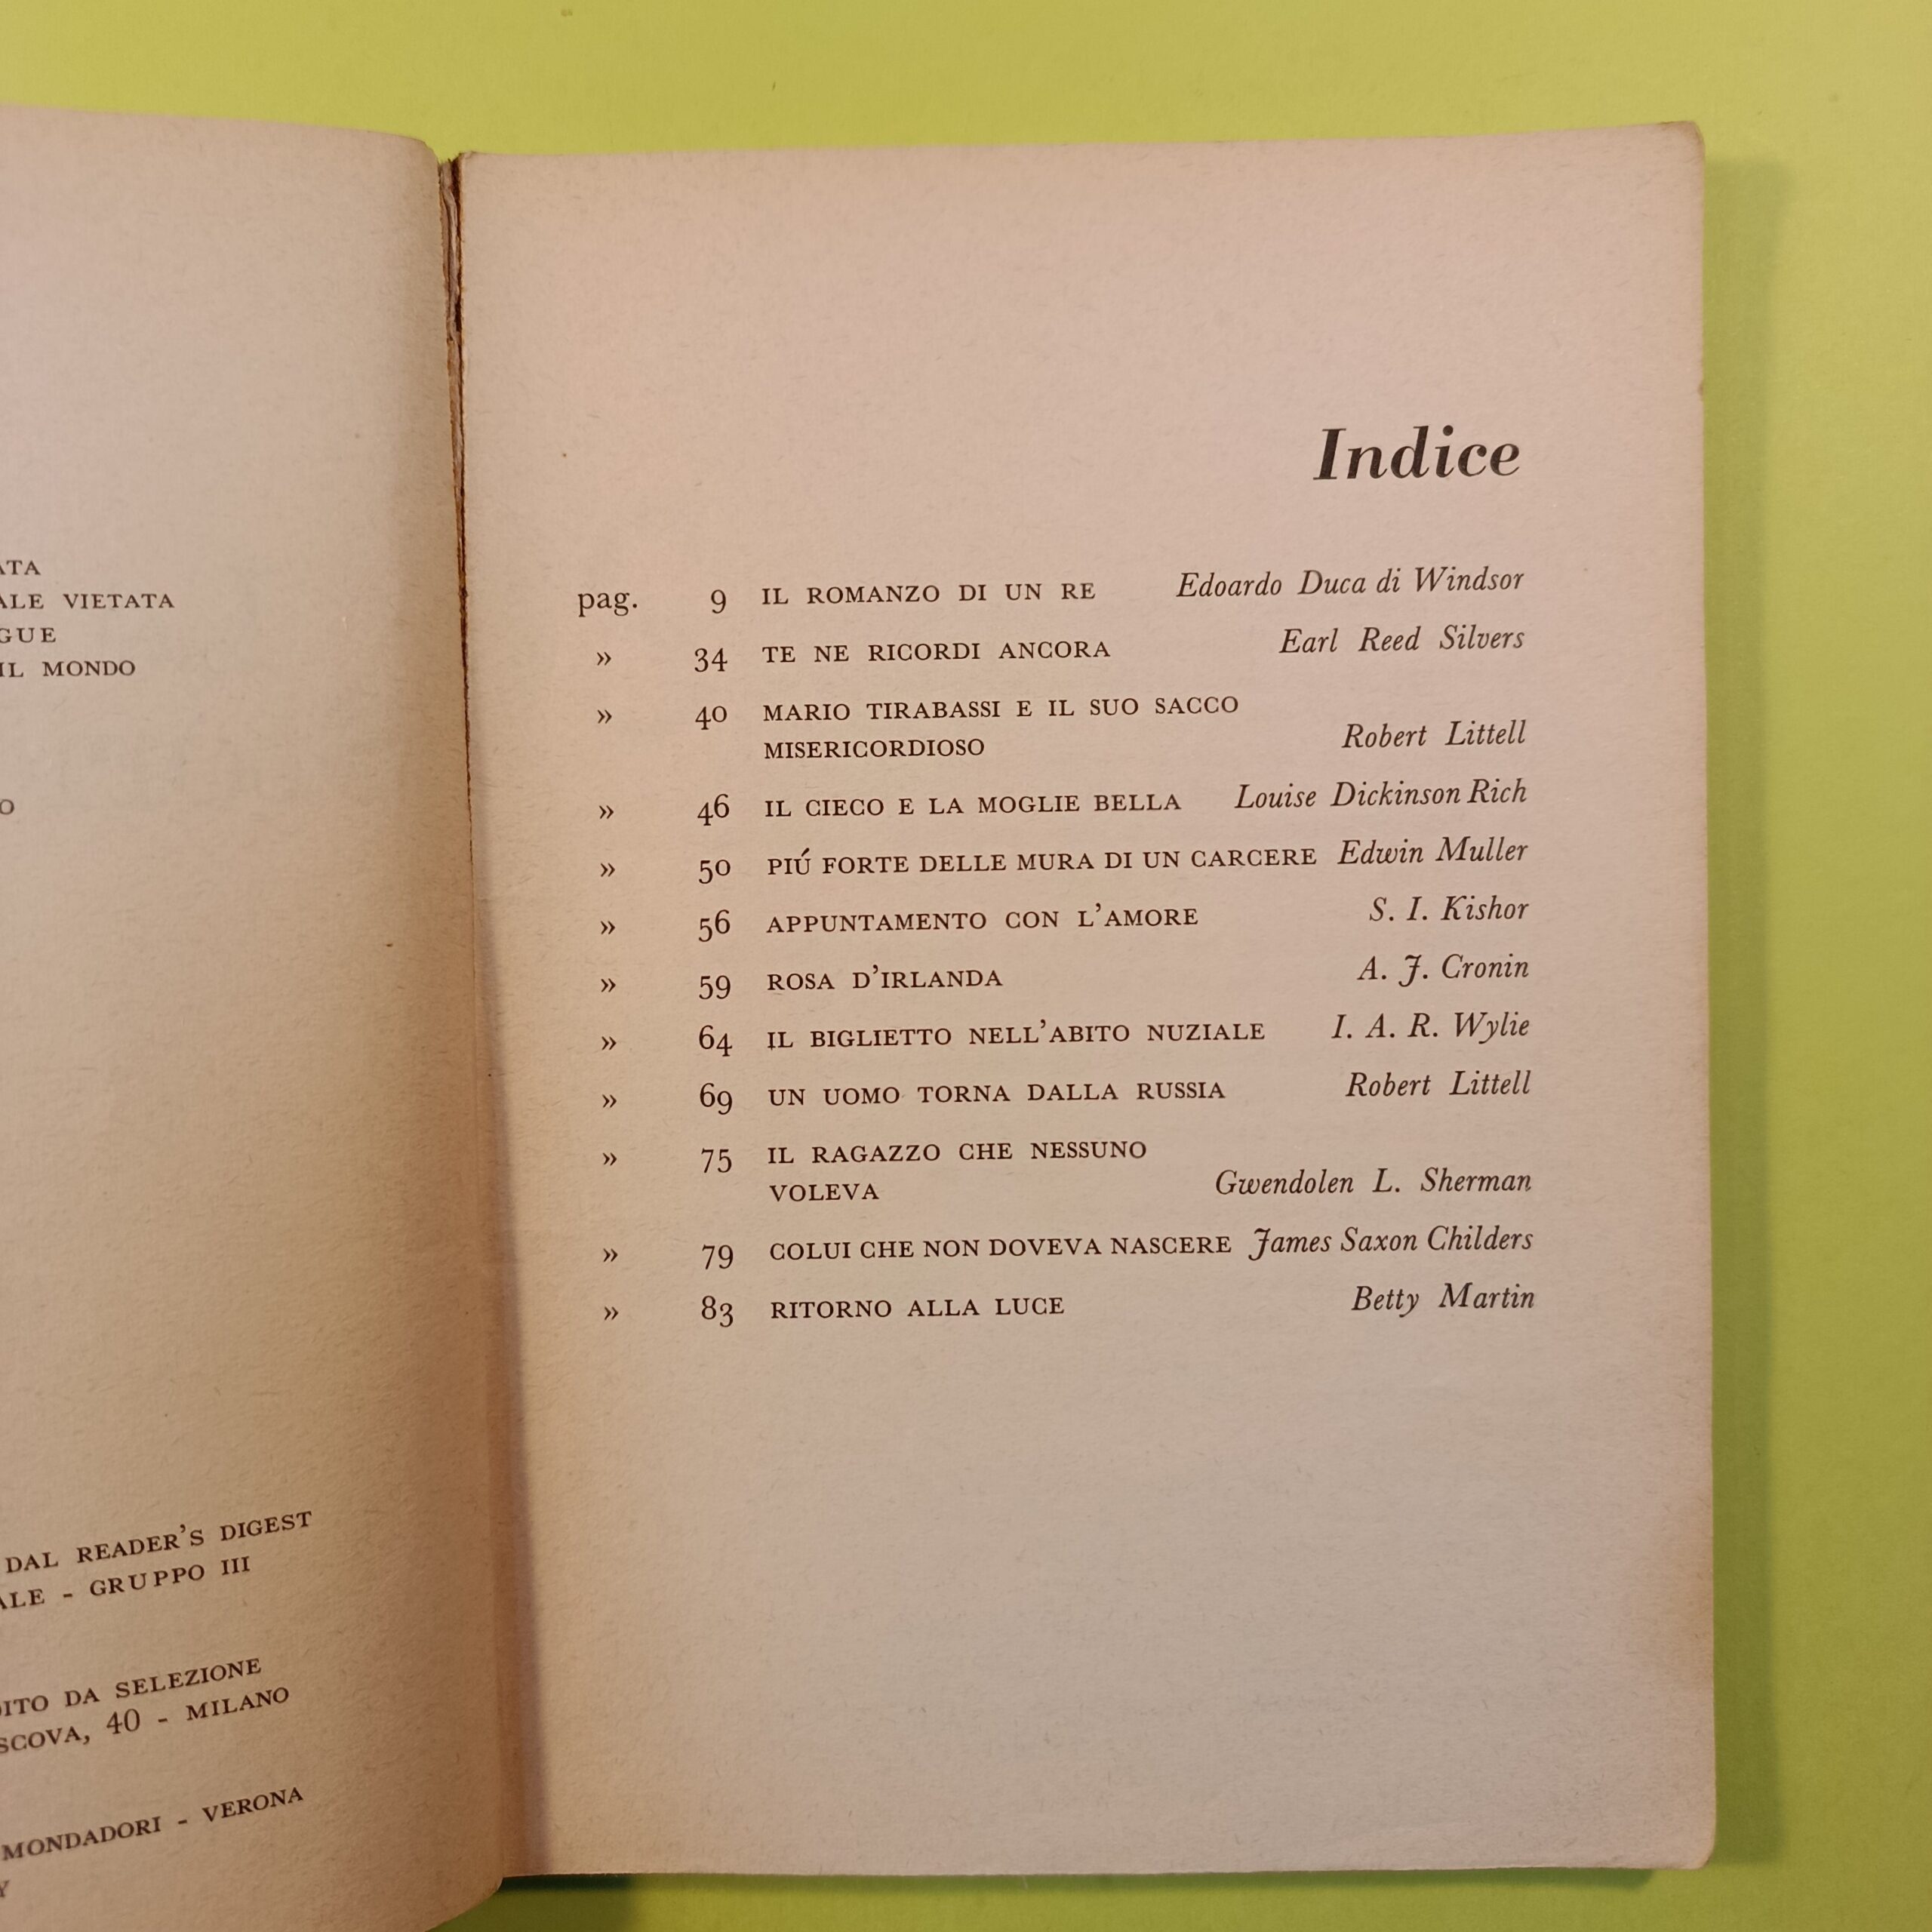 ALE VIETATA
IL MONDO
DAL READER'S DIGEST
- GRUPPO III
DA SELEZIONE
40 - MILANO
MONDADORI - VERONA
Indice
pag. 9 IL ROMANZO DI UN RE Edoardo Duca di Windsor
» 34 TE NE RICORDI ANCORA Earl Reed Silvers
» 40 MARIO TIRABASSI E IL SUO SACCO
MISERICORDIOSO Robert Littell
» 46 IL CIECO E LA MOGLIE BELLA Louise Dickinson Rich
» 50 PIÚ FORTE DELLE MURA DI UN CARCERE Edwin Muller
» 56 APPUNTAMENTO CON L'AMORE S. I. Kishor
» 59 ROSA D'IRLANDA A. J. Cronin
» 64 IL BIGLIETTO NELL'ABITO NUZIALE I. A. R. Wylie
» 69 UN UOMO TORNA DALLA RUSSIA Robert Littell
» 75 IL RAGAZZO CHE NESSUNO
VOLEVA Gwendolen L. Sherman
» 79 COLUI CHE NON DOVEVA NASCERE James Saxon Childers
» 83 RITORNO ALLA LUCE Betty Martin